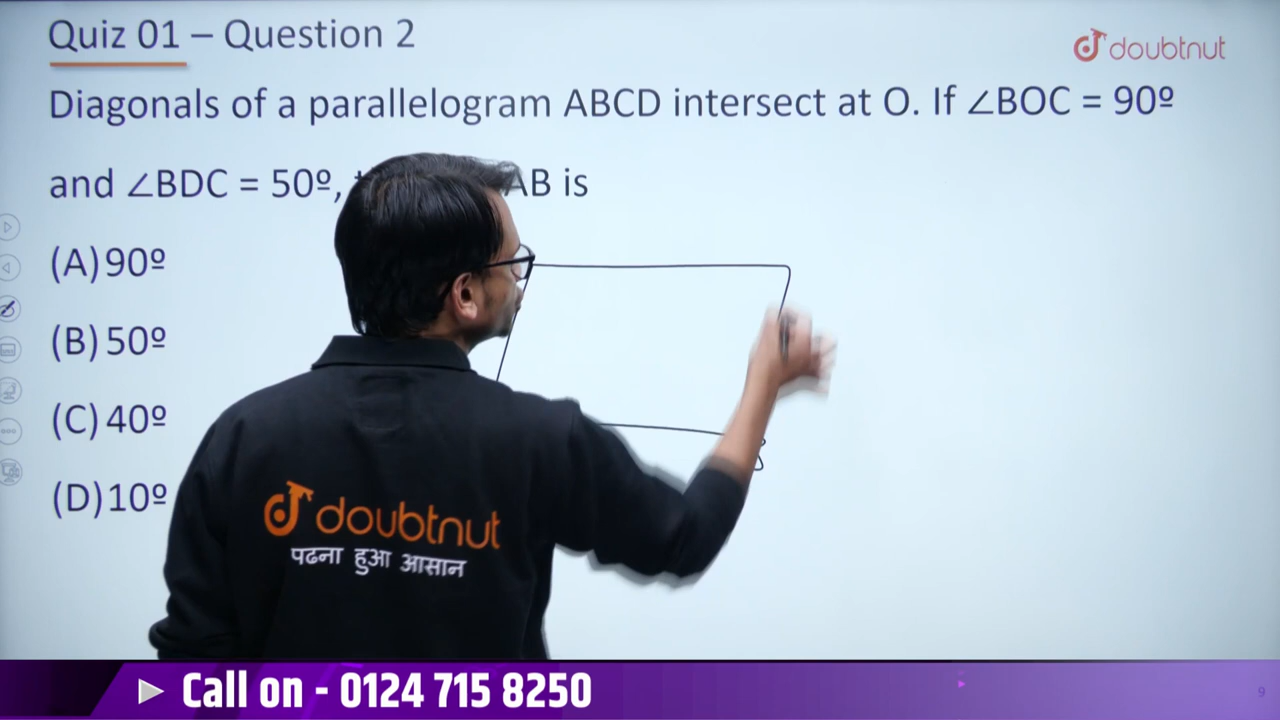 Quiz 01 – Question 2
doubtnut
Diagonals of a parallelogram ABCD intersect at O. If ∠BOC = 90º
and ∠BDC = 50º, AB is
(A) 90º
(B) 50º
(C) 40º
(D) 10º
doubtnut
पढना हुआ आसान
Call on - 0124 715 8250
9